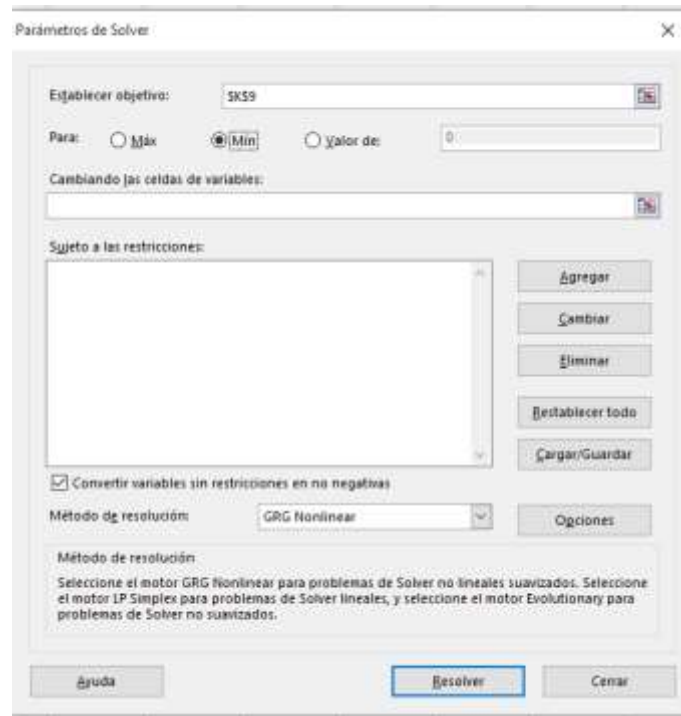 Parámetros de Solver
Establecer objetivo: $K$9
Para: Máx Mín Valor de: 0
Cambiando las celdas de variables:
Sujeto a las restricciones:
Agregar
Cambiar
Eliminar
Restablecer todo
Cargar/Guardar
Convertir variables sin restricciones en no negativas
Método de resolución: GRG Nonlinear Opciones
Método de resolución
Seleccione el motor GRG Nonlinear para problemas de Solver no lineales suavizados. Seleccione
el motor LP Simplex para problemas de Solver lineales, y seleccione el motor Evolutionary para
problemas de Solver no suavizados.
Ayuda Resolver Cerrar